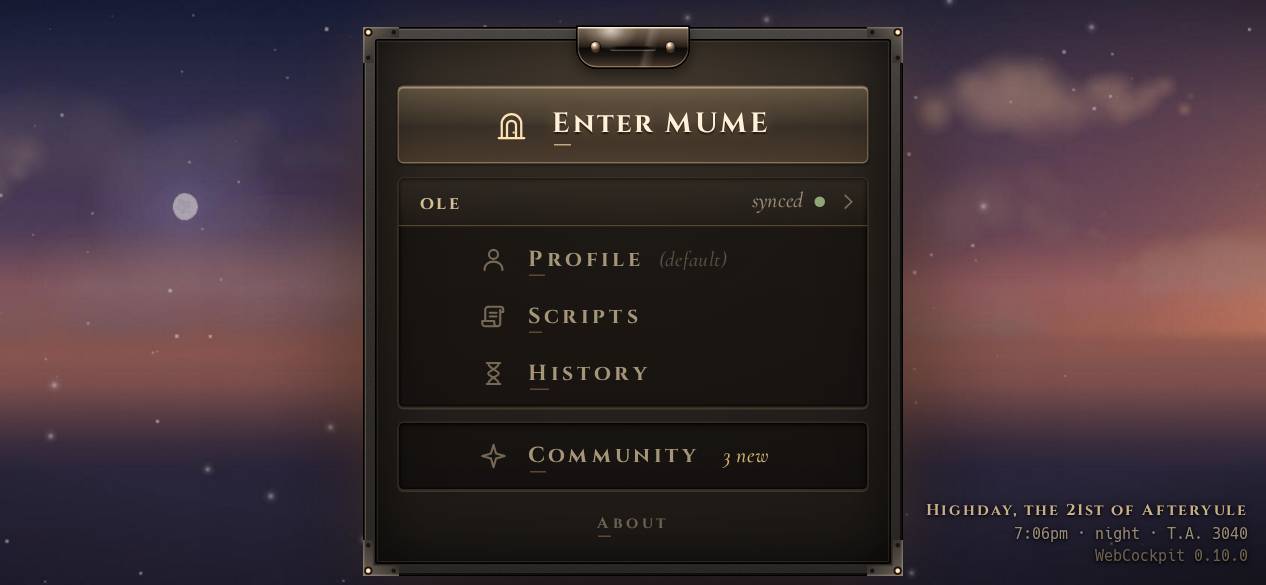 Enter MUME
OLE synced
Profile (default)
Scripts
History
Community 3 new
About
Highday, the 21st of Afteryule
7:06pm · night · T.A. 3040
WebCockpit 0.10.0